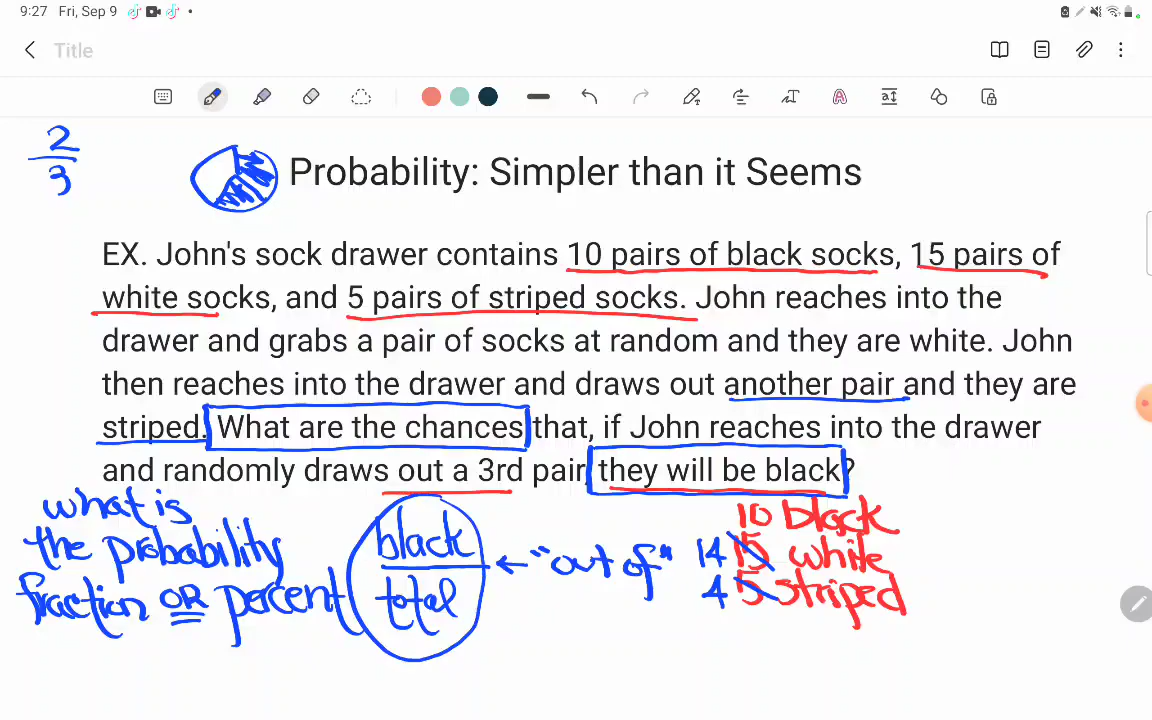 9:27 Fri, Sep 9
Title
2
3
Probability: Simpler than it Seems
EX. John's sock drawer contains 10 pairs of black socks, 15 pairs of
white socks, and 5 pairs of striped socks. John reaches into the
drawer and grabs a pair of socks at random and they are white. John
then reaches into the drawer and draws out another pair and they are
striped. What are the chances that, if John reaches into the drawer
and randomly draws out a 3rd pair, they will be black?
what is
the probability
fraction OR percent
black
total
← "out of"
10 black
14 15 white
4 5 striped